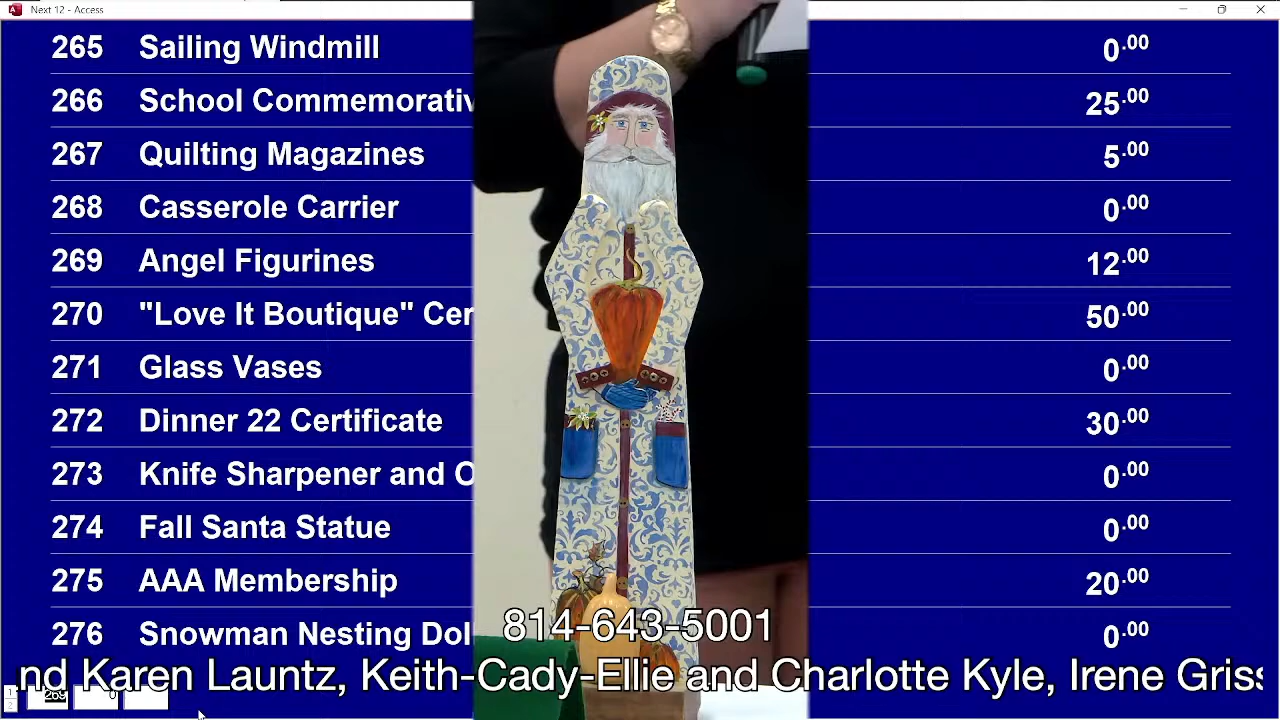 Next 12 - Access
265 Sailing Windmill 0.00
266 School Commemorativ 25.00
267 Quilting Magazines 5.00
268 Casserole Carrier 0.00
269 Angel Figurines 12.00
270 "Love It Boutique" Cer 50.00
271 Glass Vases 0.00
272 Dinner 22 Certificate 30.00
273 Knife Sharpener and O 0.00
274 Fall Santa Statue 0.00
275 AAA Membership 20.00
276 Snowman Nesting Dol 0.00
814-643-5001
nd Karen Launtz, Keith-Cady-Ellie and Charlotte Kyle, Irene Griss
269